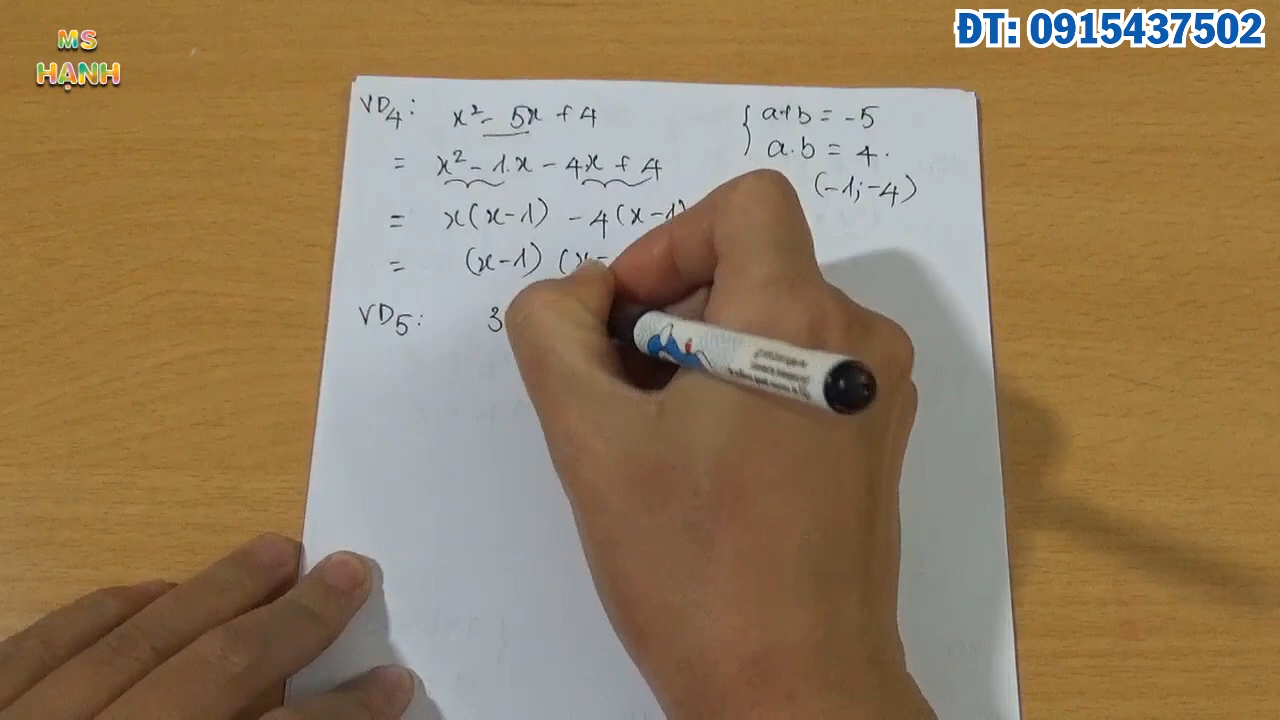 MS
HẠNH
ĐT: 0915437502
VD4: x² - 5x + 4
= x² - 1.x - 4x + 4
= x(x-1) - 4(x-1)
= (x-1) (x-
VD5: 3
{ a+b = -5
a.b = 4.
(-1; -4)